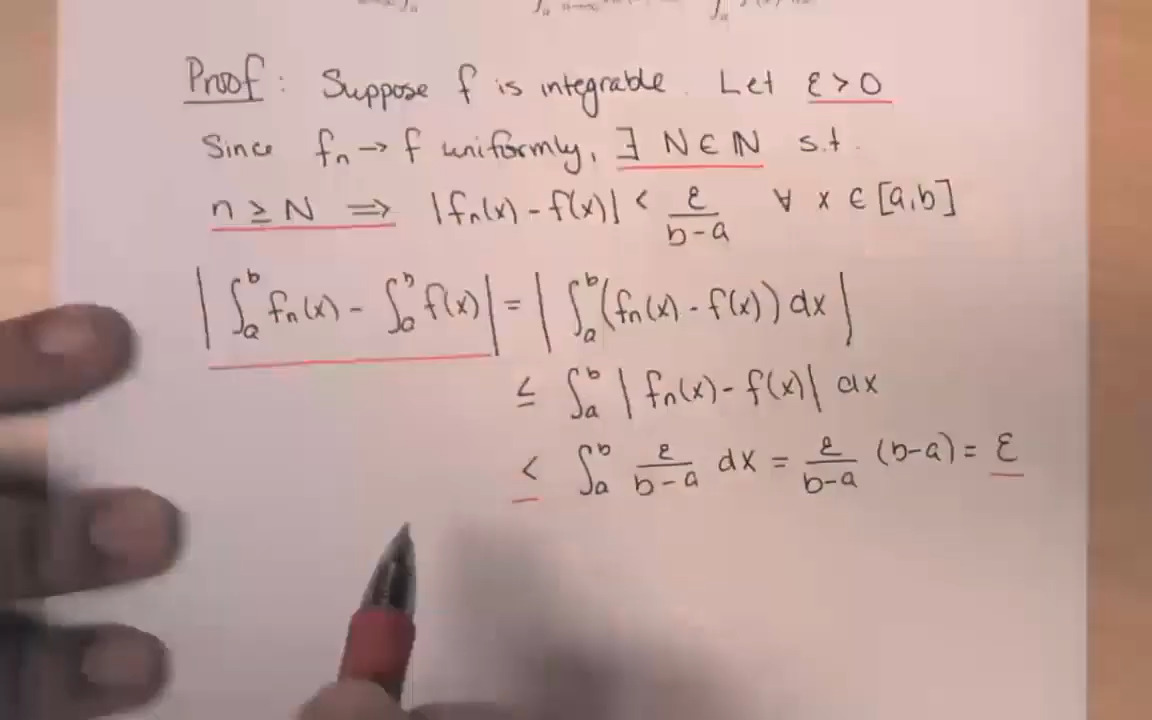 Proof: Suppose f is integrable. Let ε > 0
Since fₙ → f uniformly, ∃ N ∈ ℕ s.t.
n ≥ N ⟹ |fₙ(x) - f(x)| < ε/(b-a) ∀ x ∈ [a,b]
|∫ₐᵇ fₙ(x) - ∫ₐᵇ f(x)| = |∫ₐᵇ (fₙ(x) - f(x)) dx|
≤ ∫ₐᵇ |fₙ(x) - f(x)| dx
< ∫ₐᵇ ε/(b-a) dx = ε/(b-a) (b-a) = ε